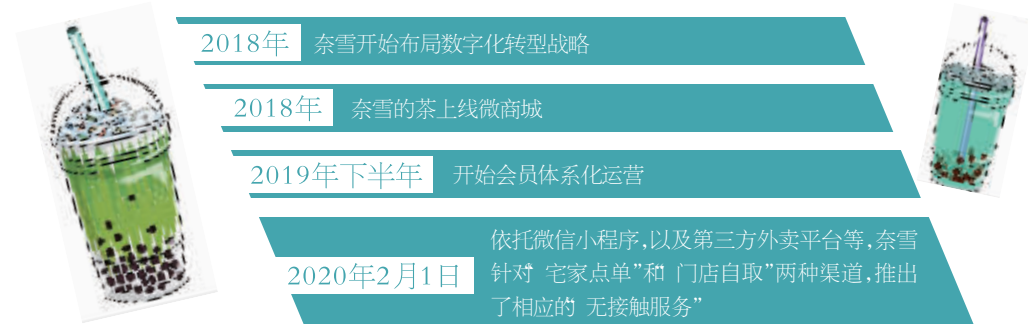 2018年 奈雪开始布局数字化转型战略
2018年 奈雪的茶上线微商城
2019年下半年 开始会员体系化运营
2020年2月1日
依托微信小程序,以及第三方外卖平台等,奈雪
针对“宅家点单”和“门店自取”两种渠道,推出
了相应的“无接触服务”